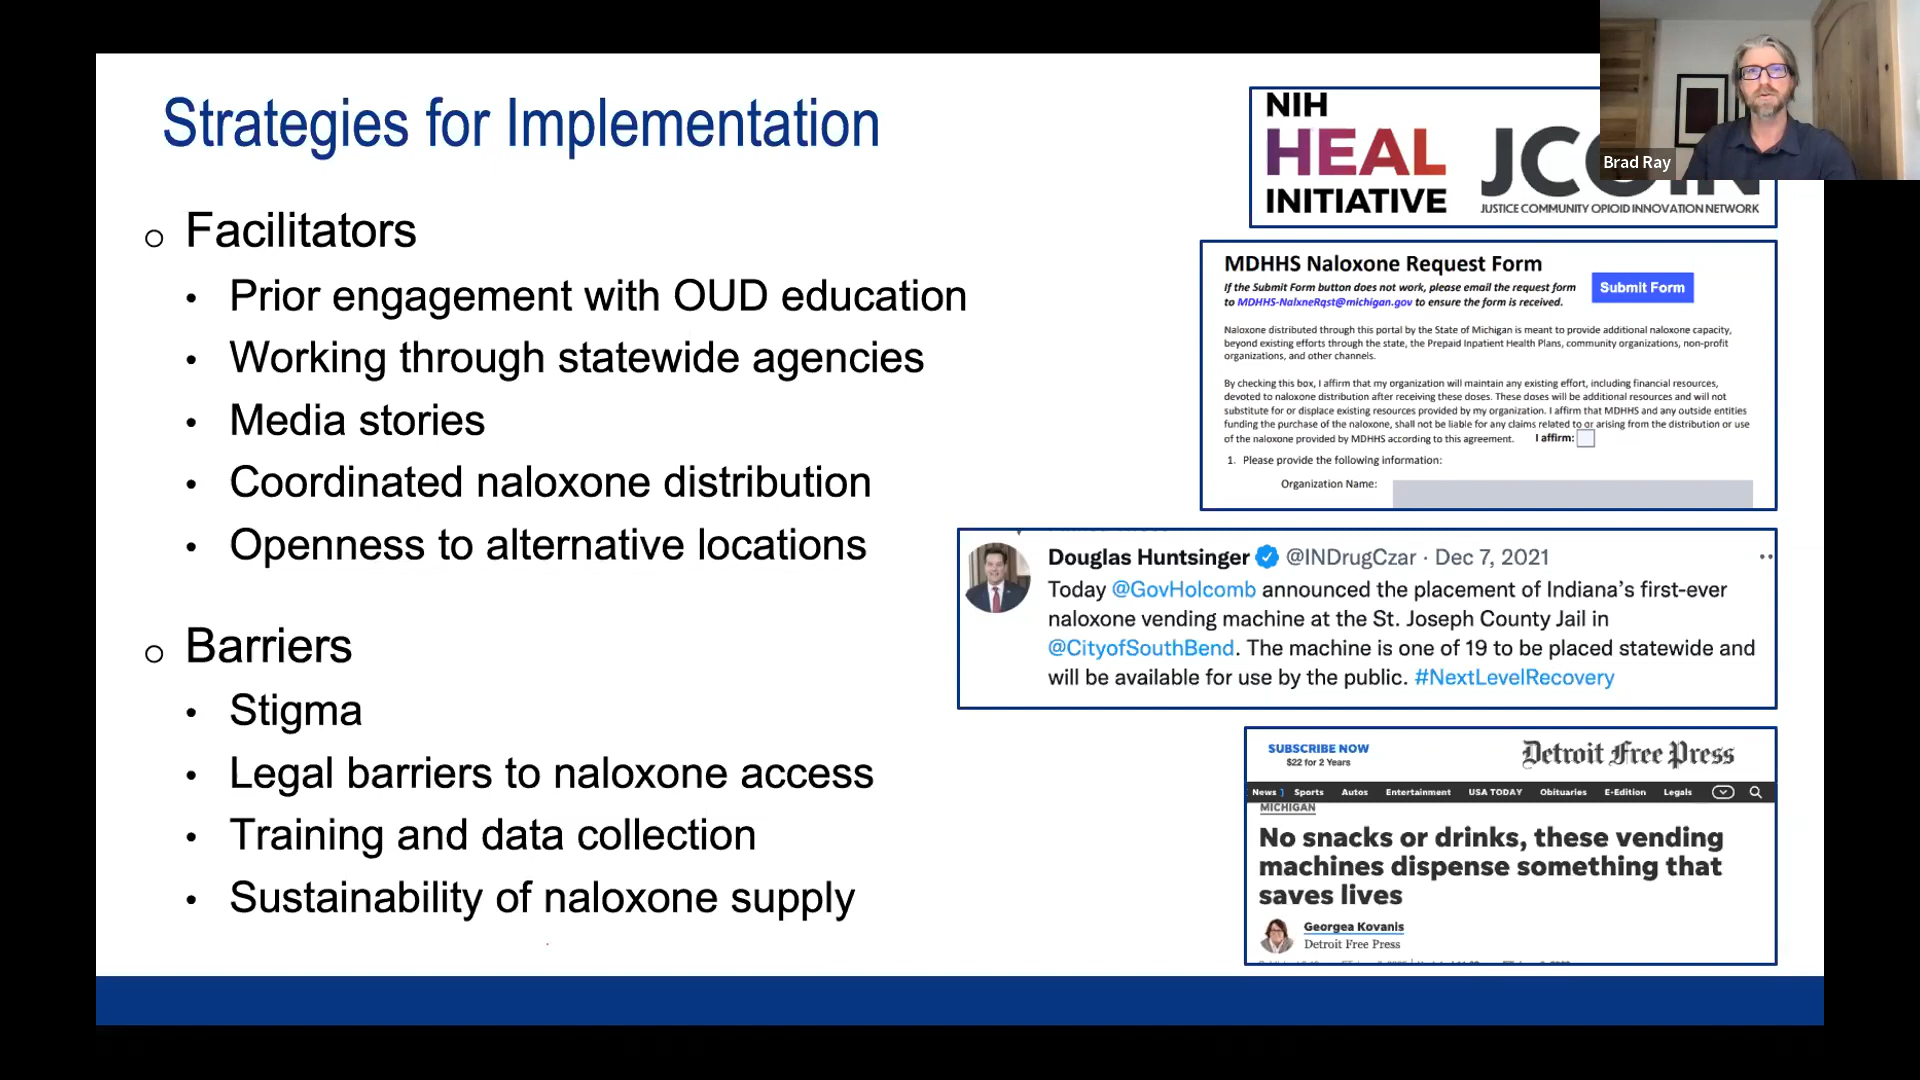 Strategies for Implementation
Facilitators
Prior engagement with OUD education
Working through statewide agencies
Media stories
Coordinated naloxone distribution
Openness to alternative locations
Barriers
Stigma
Legal barriers to naloxone access
Training and data collection
Sustainability of naloxone supply
NIH
HEAL
INITIATIVE
JCOIN
JUSTICE COMMUNITY OPIOID INNOVATION NETWORK
Brad Ray
MDHHS Naloxone Request Form
If the Submit Form button does not work, please email the request form
to MDHHS-NalxneRqst@michigan.gov to ensure the form is received.
Submit Form
Naloxone distributed through this portal by the State of Michigan is meant to provide additional naloxone capacity,
beyond existing efforts through the state, the Prepaid Inpatient Health Plans, community organizations, non-profit
organizations, and other channels.
By checking this box, I affirm that my organization will maintain any existing effort, including financial resources,
devoted to naloxone distribution after receiving these doses. These doses will be additional resources and will not
substitute for or displace existing resources provided by my organization. I affirm that MDHHS and any outside entities
funding the purchase of the naloxone, shall not be liable for any claims related to or arising from the distribution or use
of the naloxone provided by MDHHS according to this agreement. I affirm:
1. Please provide the following information:
Organization Name:
Douglas Huntsinger @INDrugCzar · Dec 7, 2021
Today @GovHolcomb announced the placement of Indiana's first-ever
naloxone vending machine at the St. Joseph County Jail in
@CityofSouthBend. The machine is one of 19 to be placed statewide and
will be available for use by the public. #NextLevelRecovery
SUBSCRIBE NOW
$22 for 2 Years
Detroit Free Press
News Sports Autos Entertainment USA TODAY Obituaries E-Edition Legals
MICHIGAN
No snacks or drinks, these vending
machines dispense something that
saves lives
Georgea Kovanis
Detroit Free Press